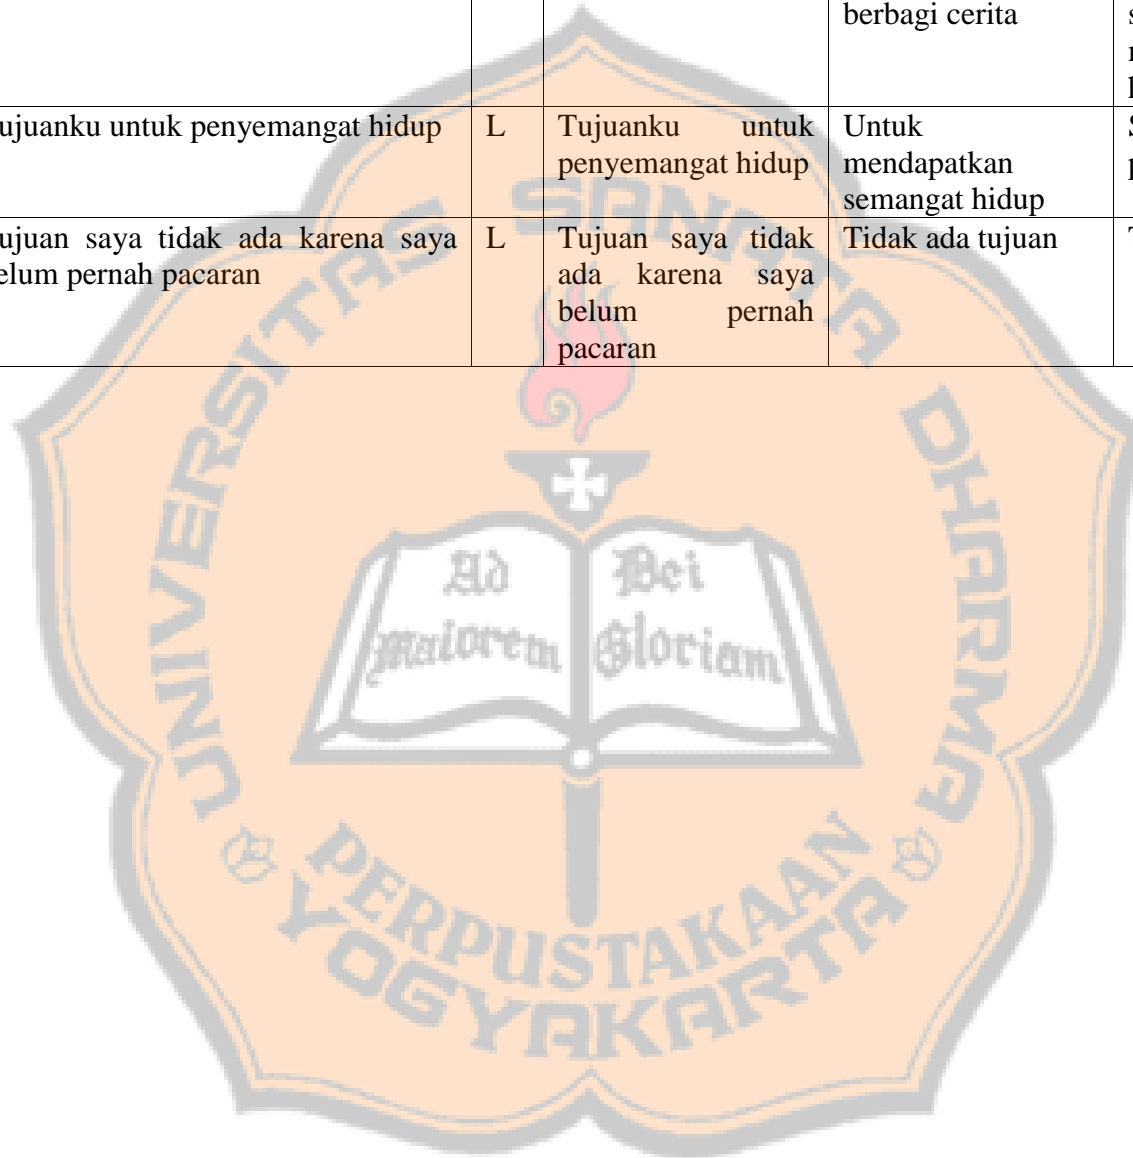 berbagi cerita
ujuanku untuk penyemangat hidup
L
Tujuanku untuk
penyemangat hidup
Untuk
mendapatkan
semangat hidup
ujuan saya tidak ada karena saya
elum pernah pacaran
L
Tujuan saya tidak
ada karena saya
belum pernah
pacaran
Tidak ada tujuan
UNIVERSITAS SANATA DHARMA
Ad
maiorem
Dei
Gloriam
PERPUSTAKAAN
YOGYAKARTA